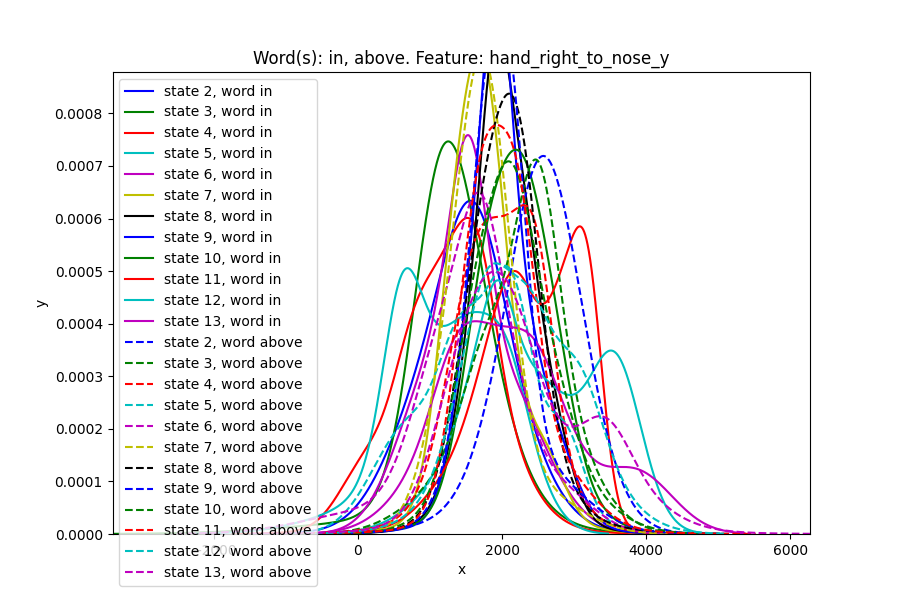 Word(s): in, above. Feature: hand_right_to_nose_y
y
0.0008
0.0007
0.0006
0.0005
0.0004
0.0003
0.0002
0.0001
0.0000
state 2, word in
state 3, word in
state 4, word in
state 5, word in
state 6, word in
state 7, word in
state 8, word in
state 9, word in
state 10, word in
state 11, word in
state 12, word in
state 13, word in
state 2, word above
state 3, word above
state 4, word above
state 5, word above
state 6, word above
state 7, word above
state 8, word above
state 9, word above
state 10, word above
state 11, word above
state 12, word above
state 13, word above
0 2000 4000 6000
x